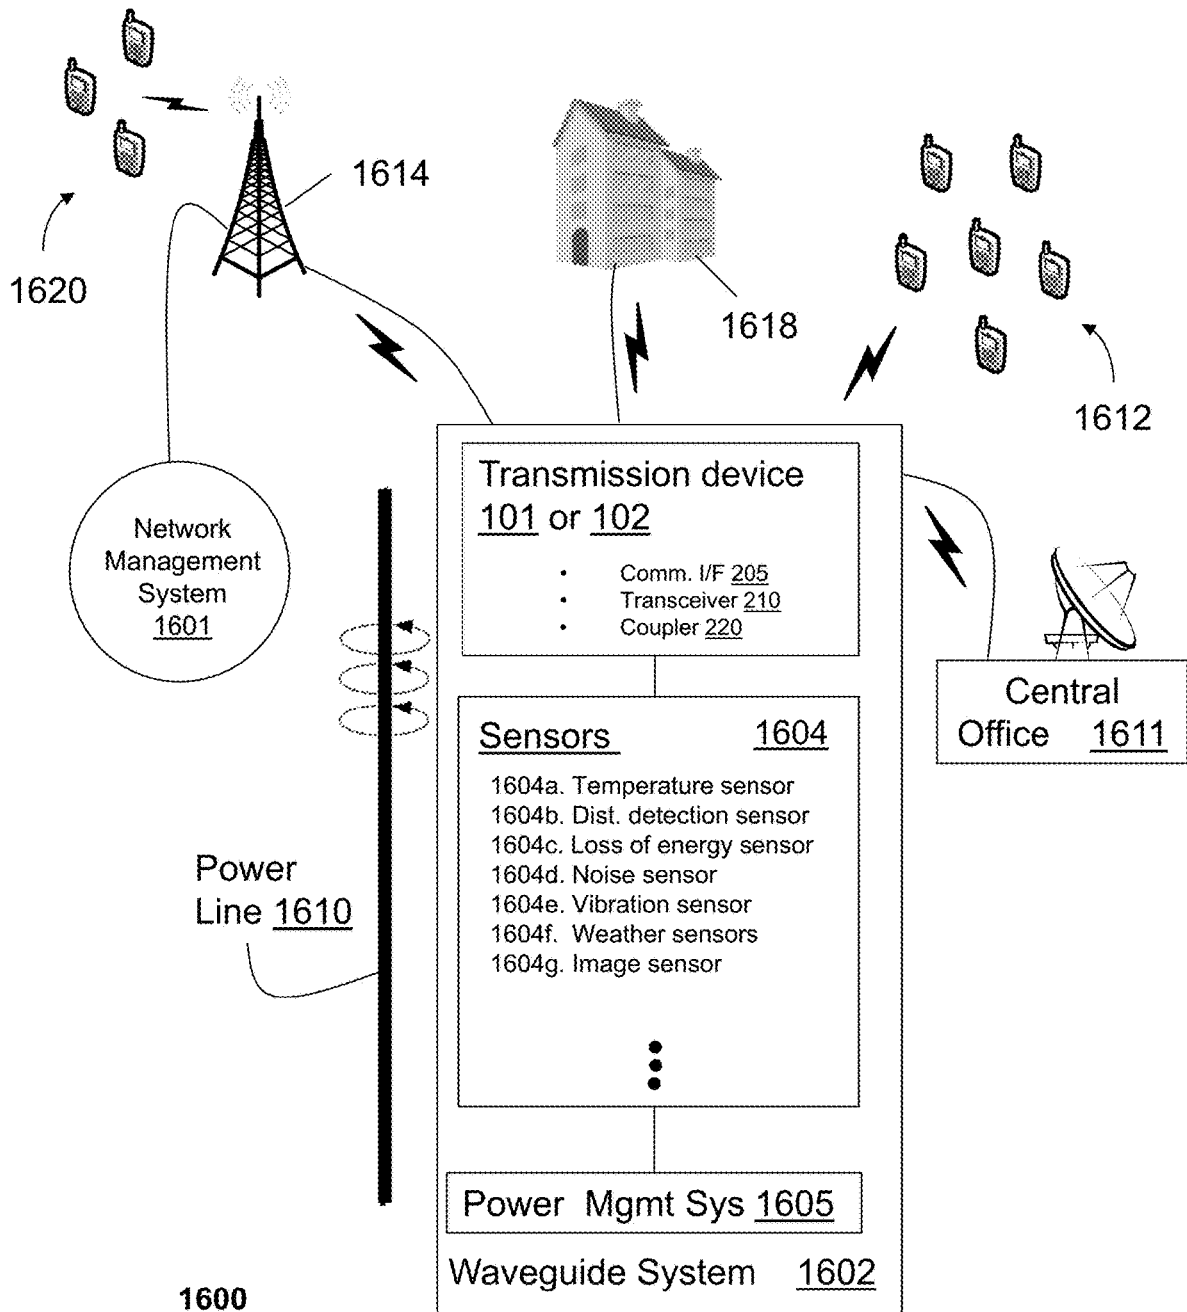 1614
1620
1618
1612
Transmission device
101 or 102
• Comm. I/F 205
• Transceiver 210
• Coupler 220
Network
Management
System
1601
Central
Office 1611
Sensors 1604
1604a. Temperature sensor
1604b. Dist. detection sensor
1604c. Loss of energy sensor
1604d. Noise sensor
1604e. Vibration sensor
1604f. Weather sensors
1604g. Image sensor
Power
Line 1610
Power Mgmt Sys 1605
Waveguide System 1602
1600